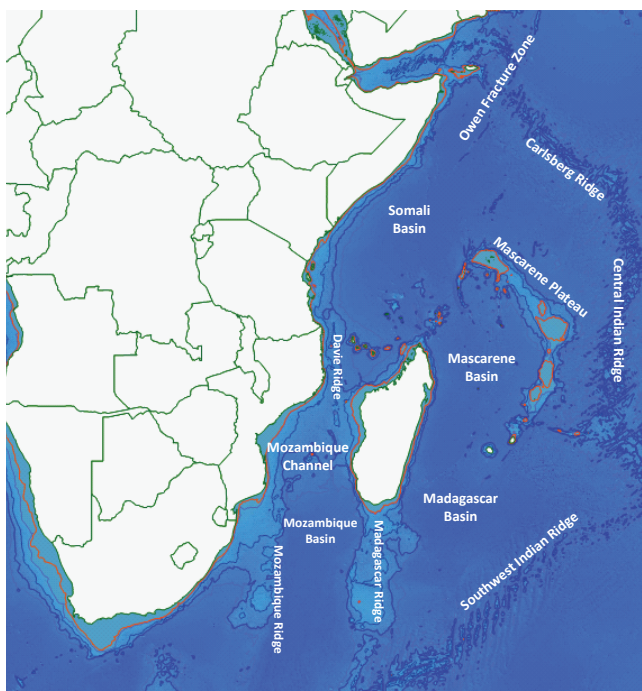 Owen Fracture Zone
Carlsberg Ridge
Somali
Basin
Mascarene Plateau
Central Indian Ridge
Davie Ridge
Mascarene
Basin
Mozambique
Channel
Madagascar
Basin
Mozambique
Basin
Madagascar Ridge
Mozambique Ridge
Southwest Indian Ridge